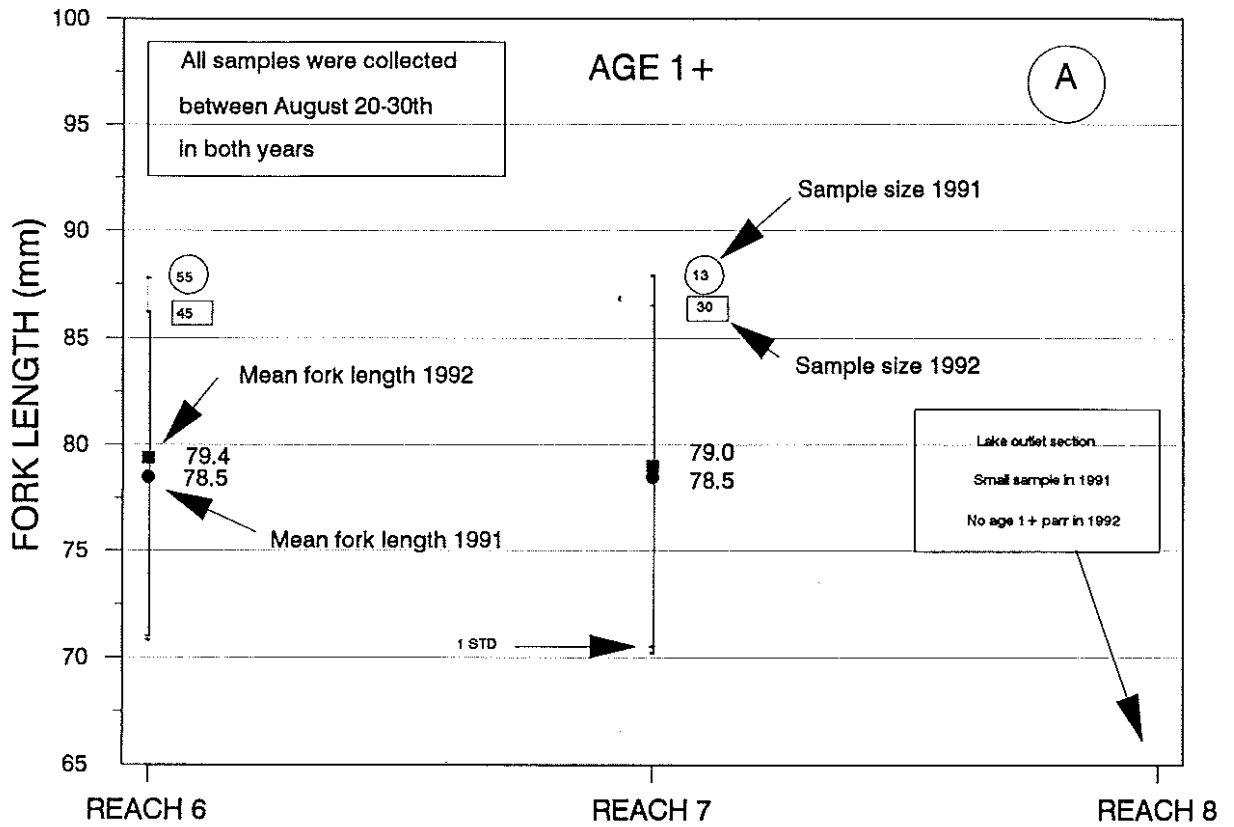 100
95
90
85
80
75
70
65
FORK LENGTH (mm)
All samples were collected
between August 20-30th
in both years
AGE 1+
A
Sample size 1991
55
13
45
30
Sample size 1992
Mean fork length 1992
79.4
78.5
79.0
78.5
Mean fork length 1991
Lake outlet section
Small sample in 1991
No age 1+ parr in 1992
1 STD
REACH 6
REACH 7
REACH 8